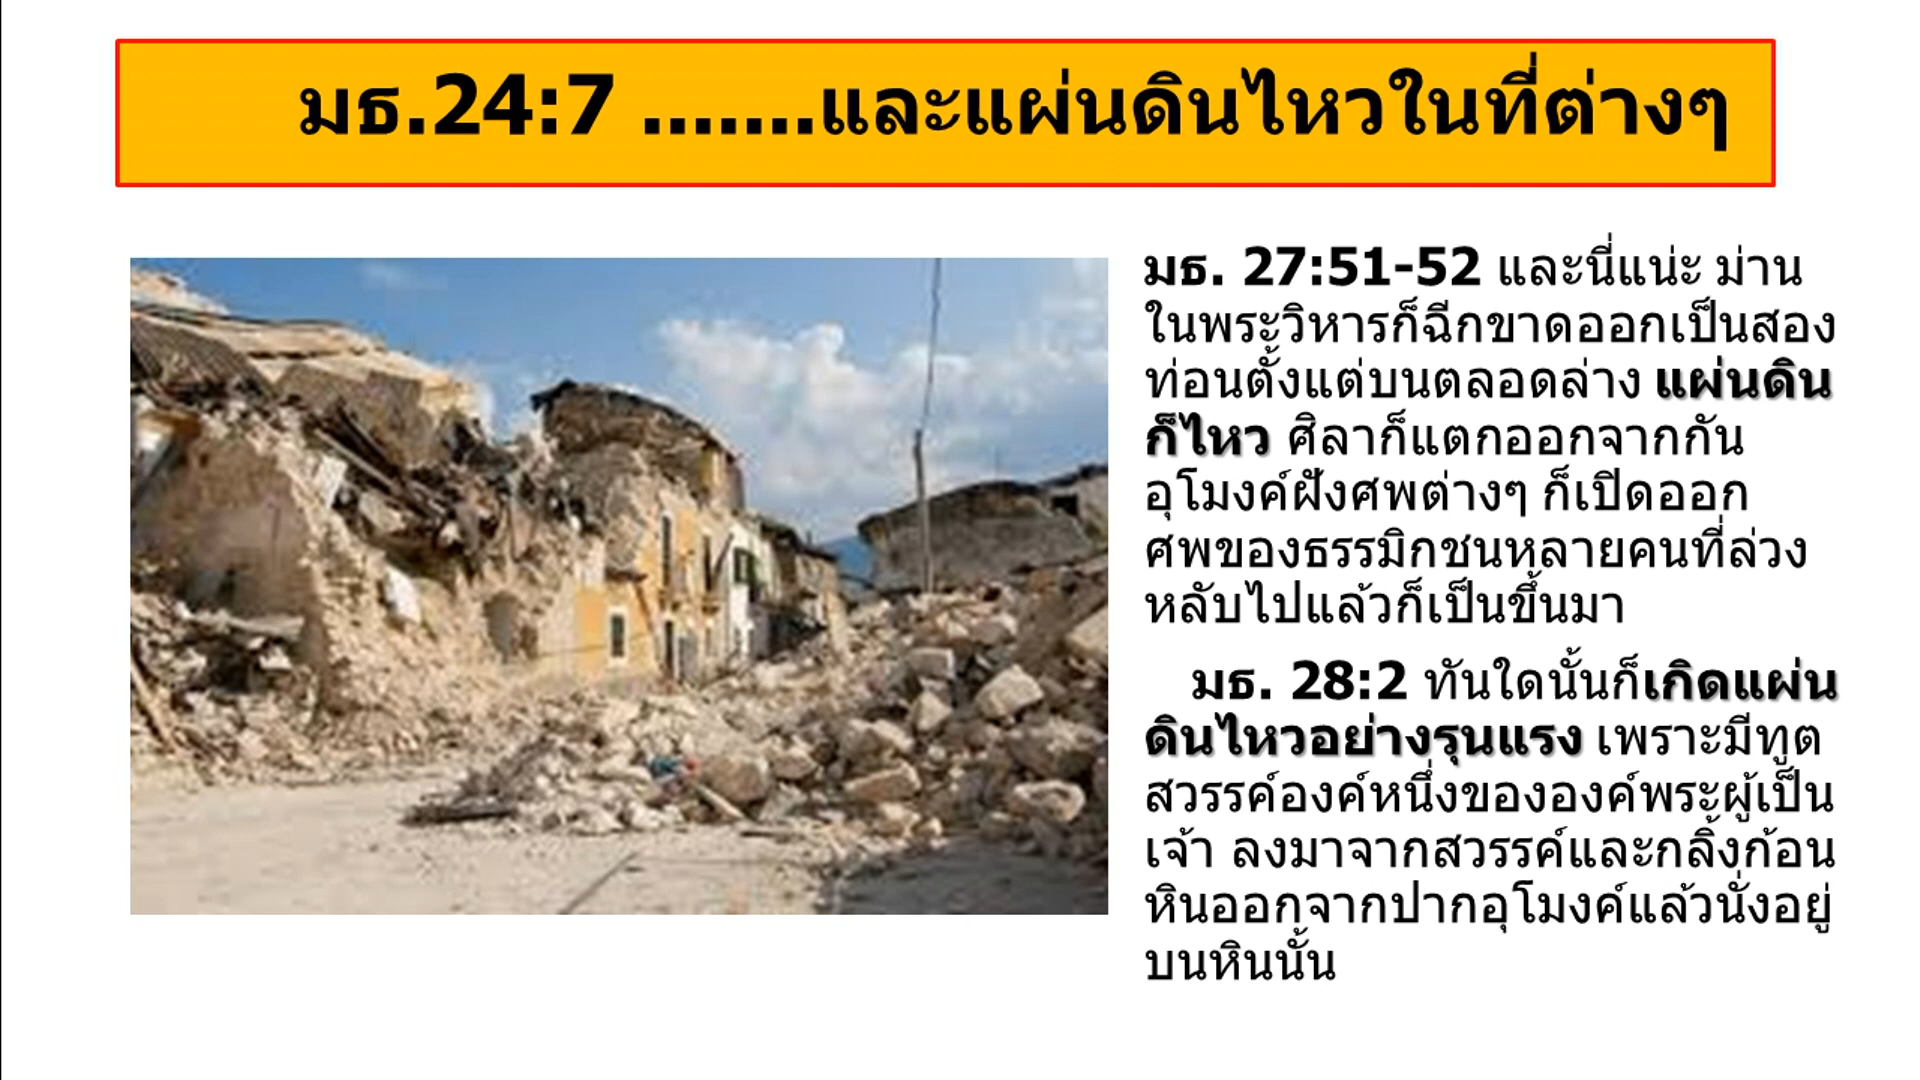 มธ.24:7 .......และแผ่นดินไหวในที่ต่างๆ
มธ. 27:51-52 และนี่แน่ะ ม่าน
ในพระวิหารก็ฉีกขาดออกเป็นสอง
ท่อนตั้งแต่บนตลอดล่าง แผ่นดิน
ก็ไหว ศิลาก็แตกออกจากกัน
อุโมงค์ฝังศพต่างๆ ก็เปิดออก
ศพของธรรมิกชนหลายคนที่ล่วง
หลับไปแล้วก็เป็นขึ้นมา
มธ. 28:2 ทันใดนั้นก็เกิดแผ่น
ดินไหวอย่างรุนแรง เพราะมีทูต
สวรรค์องค์หนึ่งขององค์พระผู้เป็น
เจ้า ลงมาจากสวรรค์และกลิ้งก้อน
หินออกจากปากอุโมงค์แล้วนั่งอยู่
บนหินนั้น